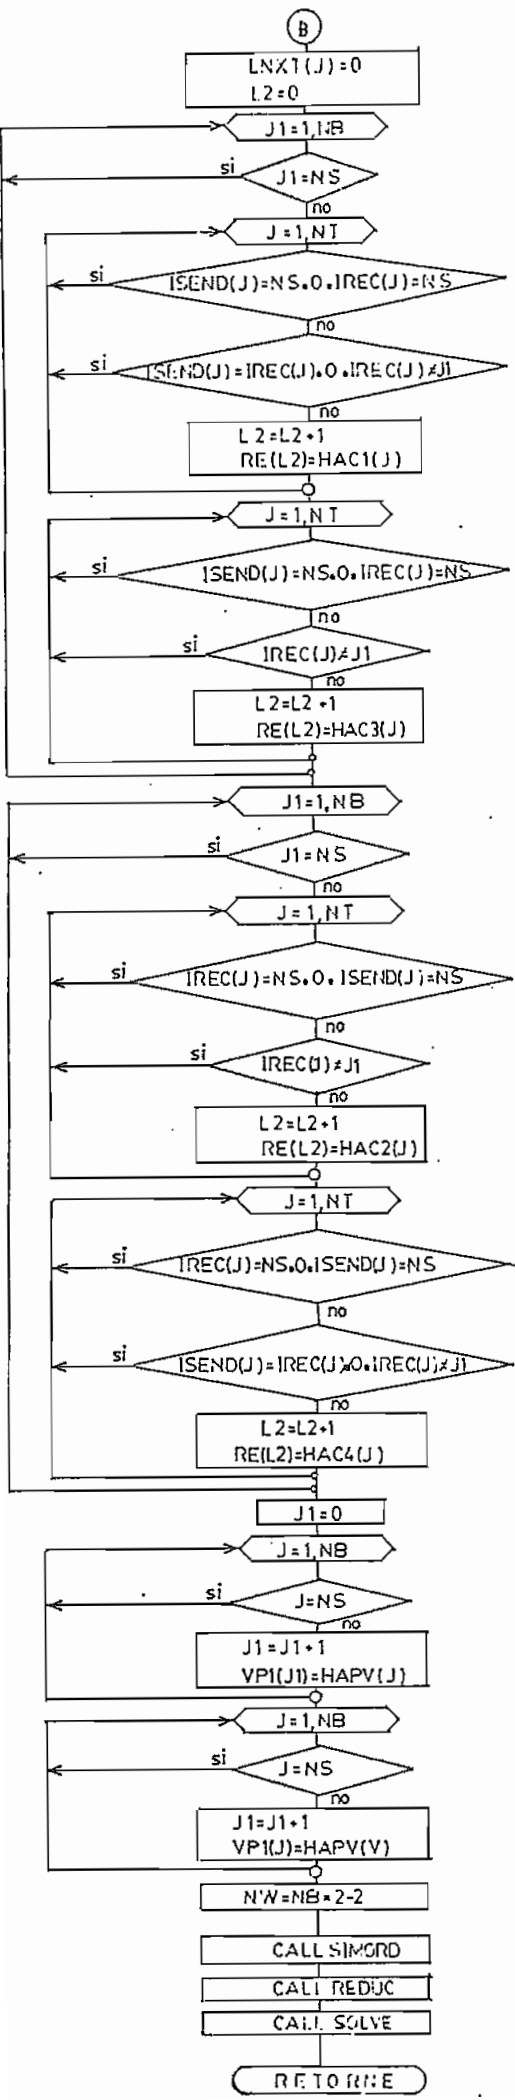 B
LNXT(J)=0
L2=0
J1=1,NB
si
J1=NS
no
J=1,NT
si
ISEND(J)=NS.O.IREC(J)=NS
no
si
ISEND(J)=IREC(J).O.IREC(J)≠J1
no
L2=L2+1
RE(L2)=HAC1(J)
J=1,NT
si
ISEND(J)=NS.O.IREC(J)=NS
no
si
IREC(J)≠J1
no
L2=L2+1
RE(L2)=HAC3(J)
J1=1,NB
si
J1=NS
no
J=1,NT
si
IREC(J)=NS.O.ISEND(J)=NS
no
si
IREC(J)≠J1
no
L2=L2+1
RE(L2)=HAC2(J)
J=1,NT
si
IREC(J)=NS.O.ISEND(J)=NS
no
si
ISEND(J)=IREC(J).O.IREC(J)≠J1
no
L2=L2+1
RE(L2)=HAC4(J)
J1=0
J=1,NB
si
J=NS
no
J1=J1+1
VP1(J1)=HAPV(J)
J=1,NB
si
J=NS
no
J1=J1+1
VP1(J)=HAPV(V)
NW=NB*2-2
CALL SIMORD
CALL REDUC
CALL SOLVE
RETORNE